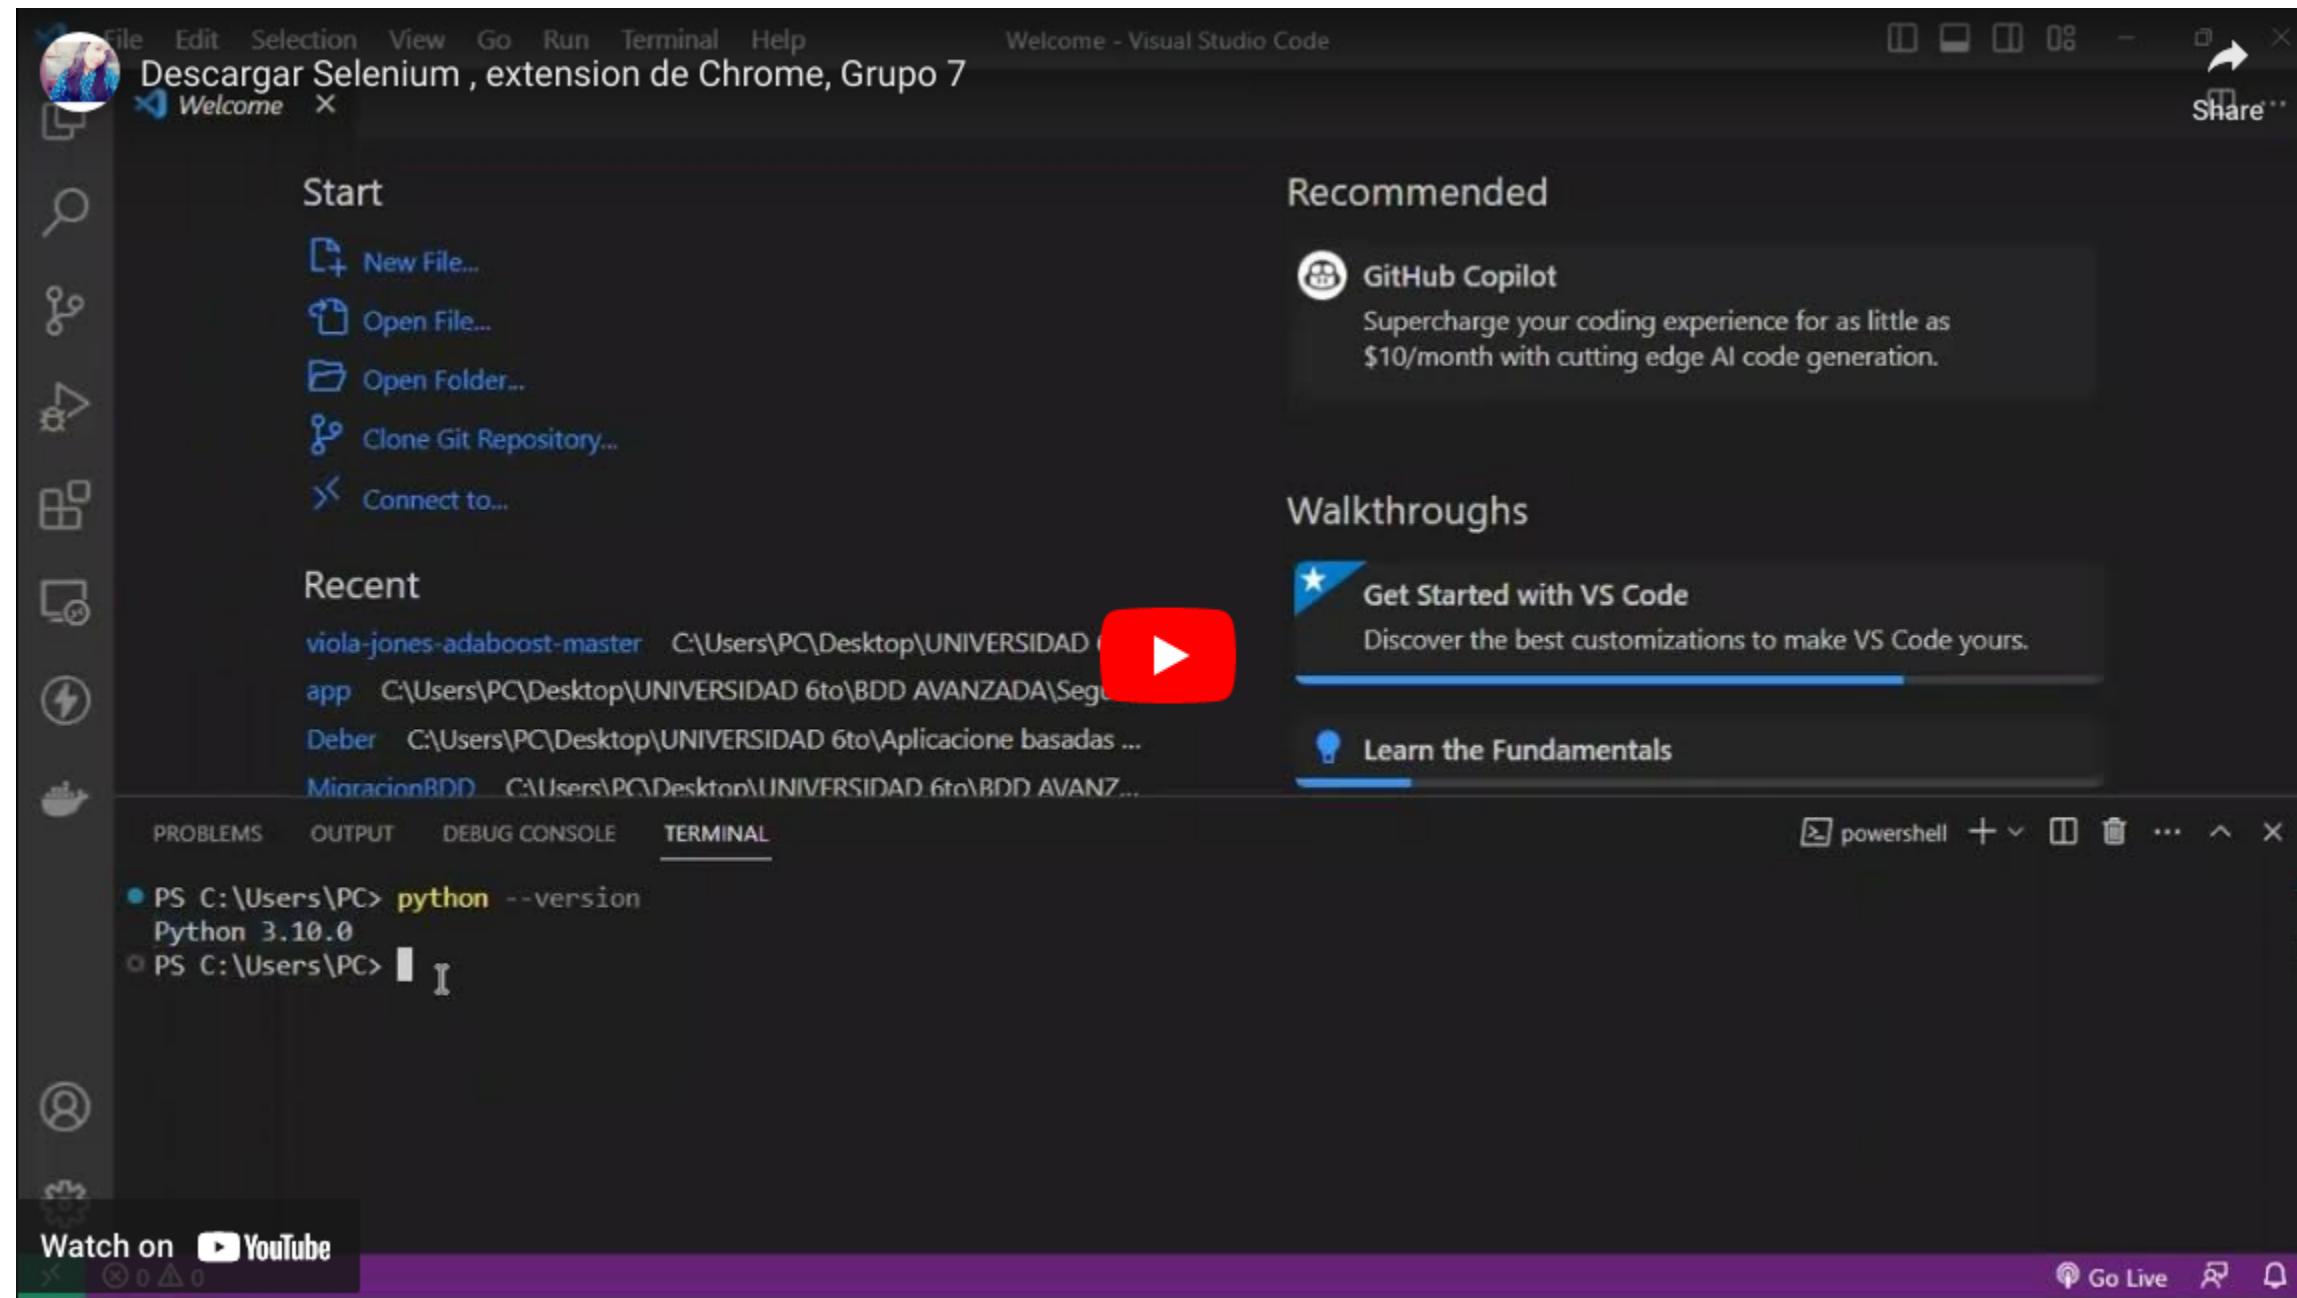 File Edit Selection View Go Run Terminal Help Welcome - Visual Studio Code
Descargar Selenium , extension de Chrome, Grupo 7
Share
Welcome
Start
New File...
Open File...
Open Folder...
Clone Git Repository...
Connect to...
Recent
viola-jones-adaboost-master C:\Users\PC\Desktop\UNIVERSIDAD
app C:\Users\PC\Desktop\UNIVERSIDAD 6to\BDD AVANZADA\Segu
Deber C:\Users\PC\Desktop\UNIVERSIDAD 6to\Aplicacione basadas ...
MigracionBDD C:\Users\PC\Desktop\UNIVERSIDAD 6to\BDD AVANZ...
Recommended
GitHub Copilot
Supercharge your coding experience for as little as
$10/month with cutting edge AI code generation.
Walkthroughs
Get Started with VS Code
Discover the best customizations to make VS Code yours.
Learn the Fundamentals
PROBLEMS OUTPUT DEBUG CONSOLE TERMINAL powershell
PS C:\Users\PC> python --version
Python 3.10.0
PS C:\Users\PC>
Watch on YouTube
0 0 Go Live